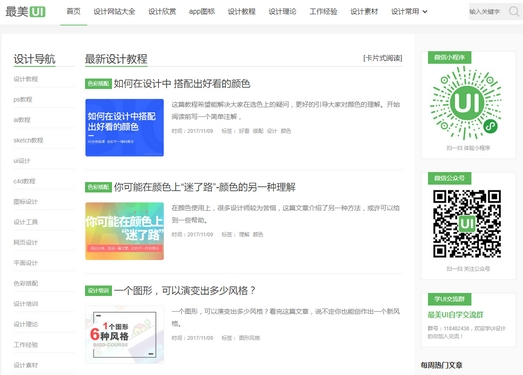 最美UI
首页
设计网站大全
设计欣赏
app图标
设计教程
设计理论
工作经验
设计素材
设计常用
输入关键字
设计导航
设计教程
ps教程
ai教程
sketch教程
ui设计
c4d教程
图标设计
设计工具
网页设计
平面设计
色彩搭配
设计培训
设计理论
工作经验
设计素材
最新设计教程
[卡片式阅读]
色彩搭配 如何在设计中 搭配出好看的颜色
如何在设计中搭配
出好看的颜色
这篇教程希望能解决大家在选色上的疑问，更好的引导大家对颜色的理解。开始
阅读前写一个简单注解，
时间：2017/11/09 标签： 好看 搭配 设计 颜色
色彩搭配 你可能在颜色上“迷了路”-颜色的另一种理解
你可能在颜色上
“迷了路”
在颜色使用上，很多设计师较为苦恼，这篇文章介绍了另一种方法，或许可以给
到一些帮助。
时间：2017/11/09 标签： 理解 颜色
设计培训 一个图形，可以演变出多少风格？
1个图形
6种风格
一个图形，可以演变出多少风格？看完这篇文章，说不定你也能创作出一个新风
格。
时间：2017/11/09 标签： 图形风格
微信小程序
UI
扫一扫 体验小程序
微信公众号
UI
扫一扫 关注公众号
学UI交流群
最美UI自学交流群
群号：118482438，欢迎学UI设计
的你加入交流！
每周热门文章